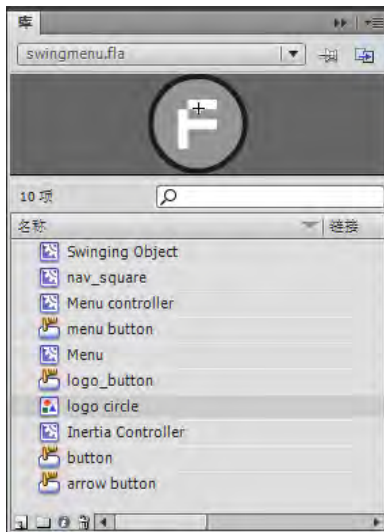 库
swingmenu.fla
F
10 项
名称 链接
Swinging Object
nav_square
Menu controller
menu button
Menu
logo_button
logo circle
Inertia Controller
button
arrow button